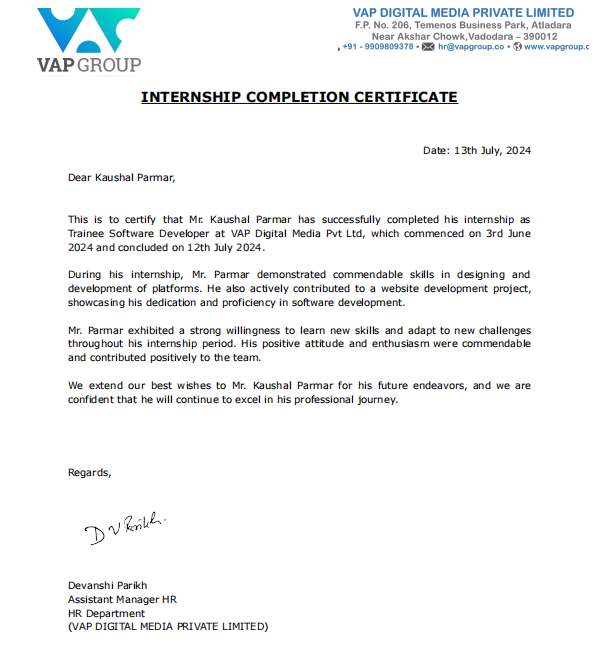 VAP GROUP
VAP DIGITAL MEDIA PRIVATE LIMITED
F.P. No. 206, Temenos Business Park, Atladara
Near Akshar Chowk,Vadodara – 390012
+91 - 9909809378 • hr@vapgroup.co • www.vapgroup.c
INTERNSHIP COMPLETION CERTIFICATE
Date: 13th July, 2024
Dear Kaushal Parmar,
This is to certify that Mr. Kaushal Parmar has successfully completed his internship as
Trainee Software Developer at VAP Digital Media Pvt Ltd, which commenced on 3rd June
2024 and concluded on 12th July 2024.
During his internship, Mr. Parmar demonstrated commendable skills in designing and
development of platforms. He also actively contributed to a website development project,
showcasing his dedication and proficiency in software development.
Mr. Parmar exhibited a strong willingness to learn new skills and adapt to new challenges
throughout his internship period. His positive attitude and enthusiasm were commendable
and contributed positively to the team.
We extend our best wishes to Mr. Kaushal Parmar for his future endeavors, and we are
confident that he will continue to excel in his professional journey.
Regards,
D V Parikh.
Devanshi Parikh
Assistant Manager HR
HR Department
(VAP DIGITAL MEDIA PRIVATE LIMITED)